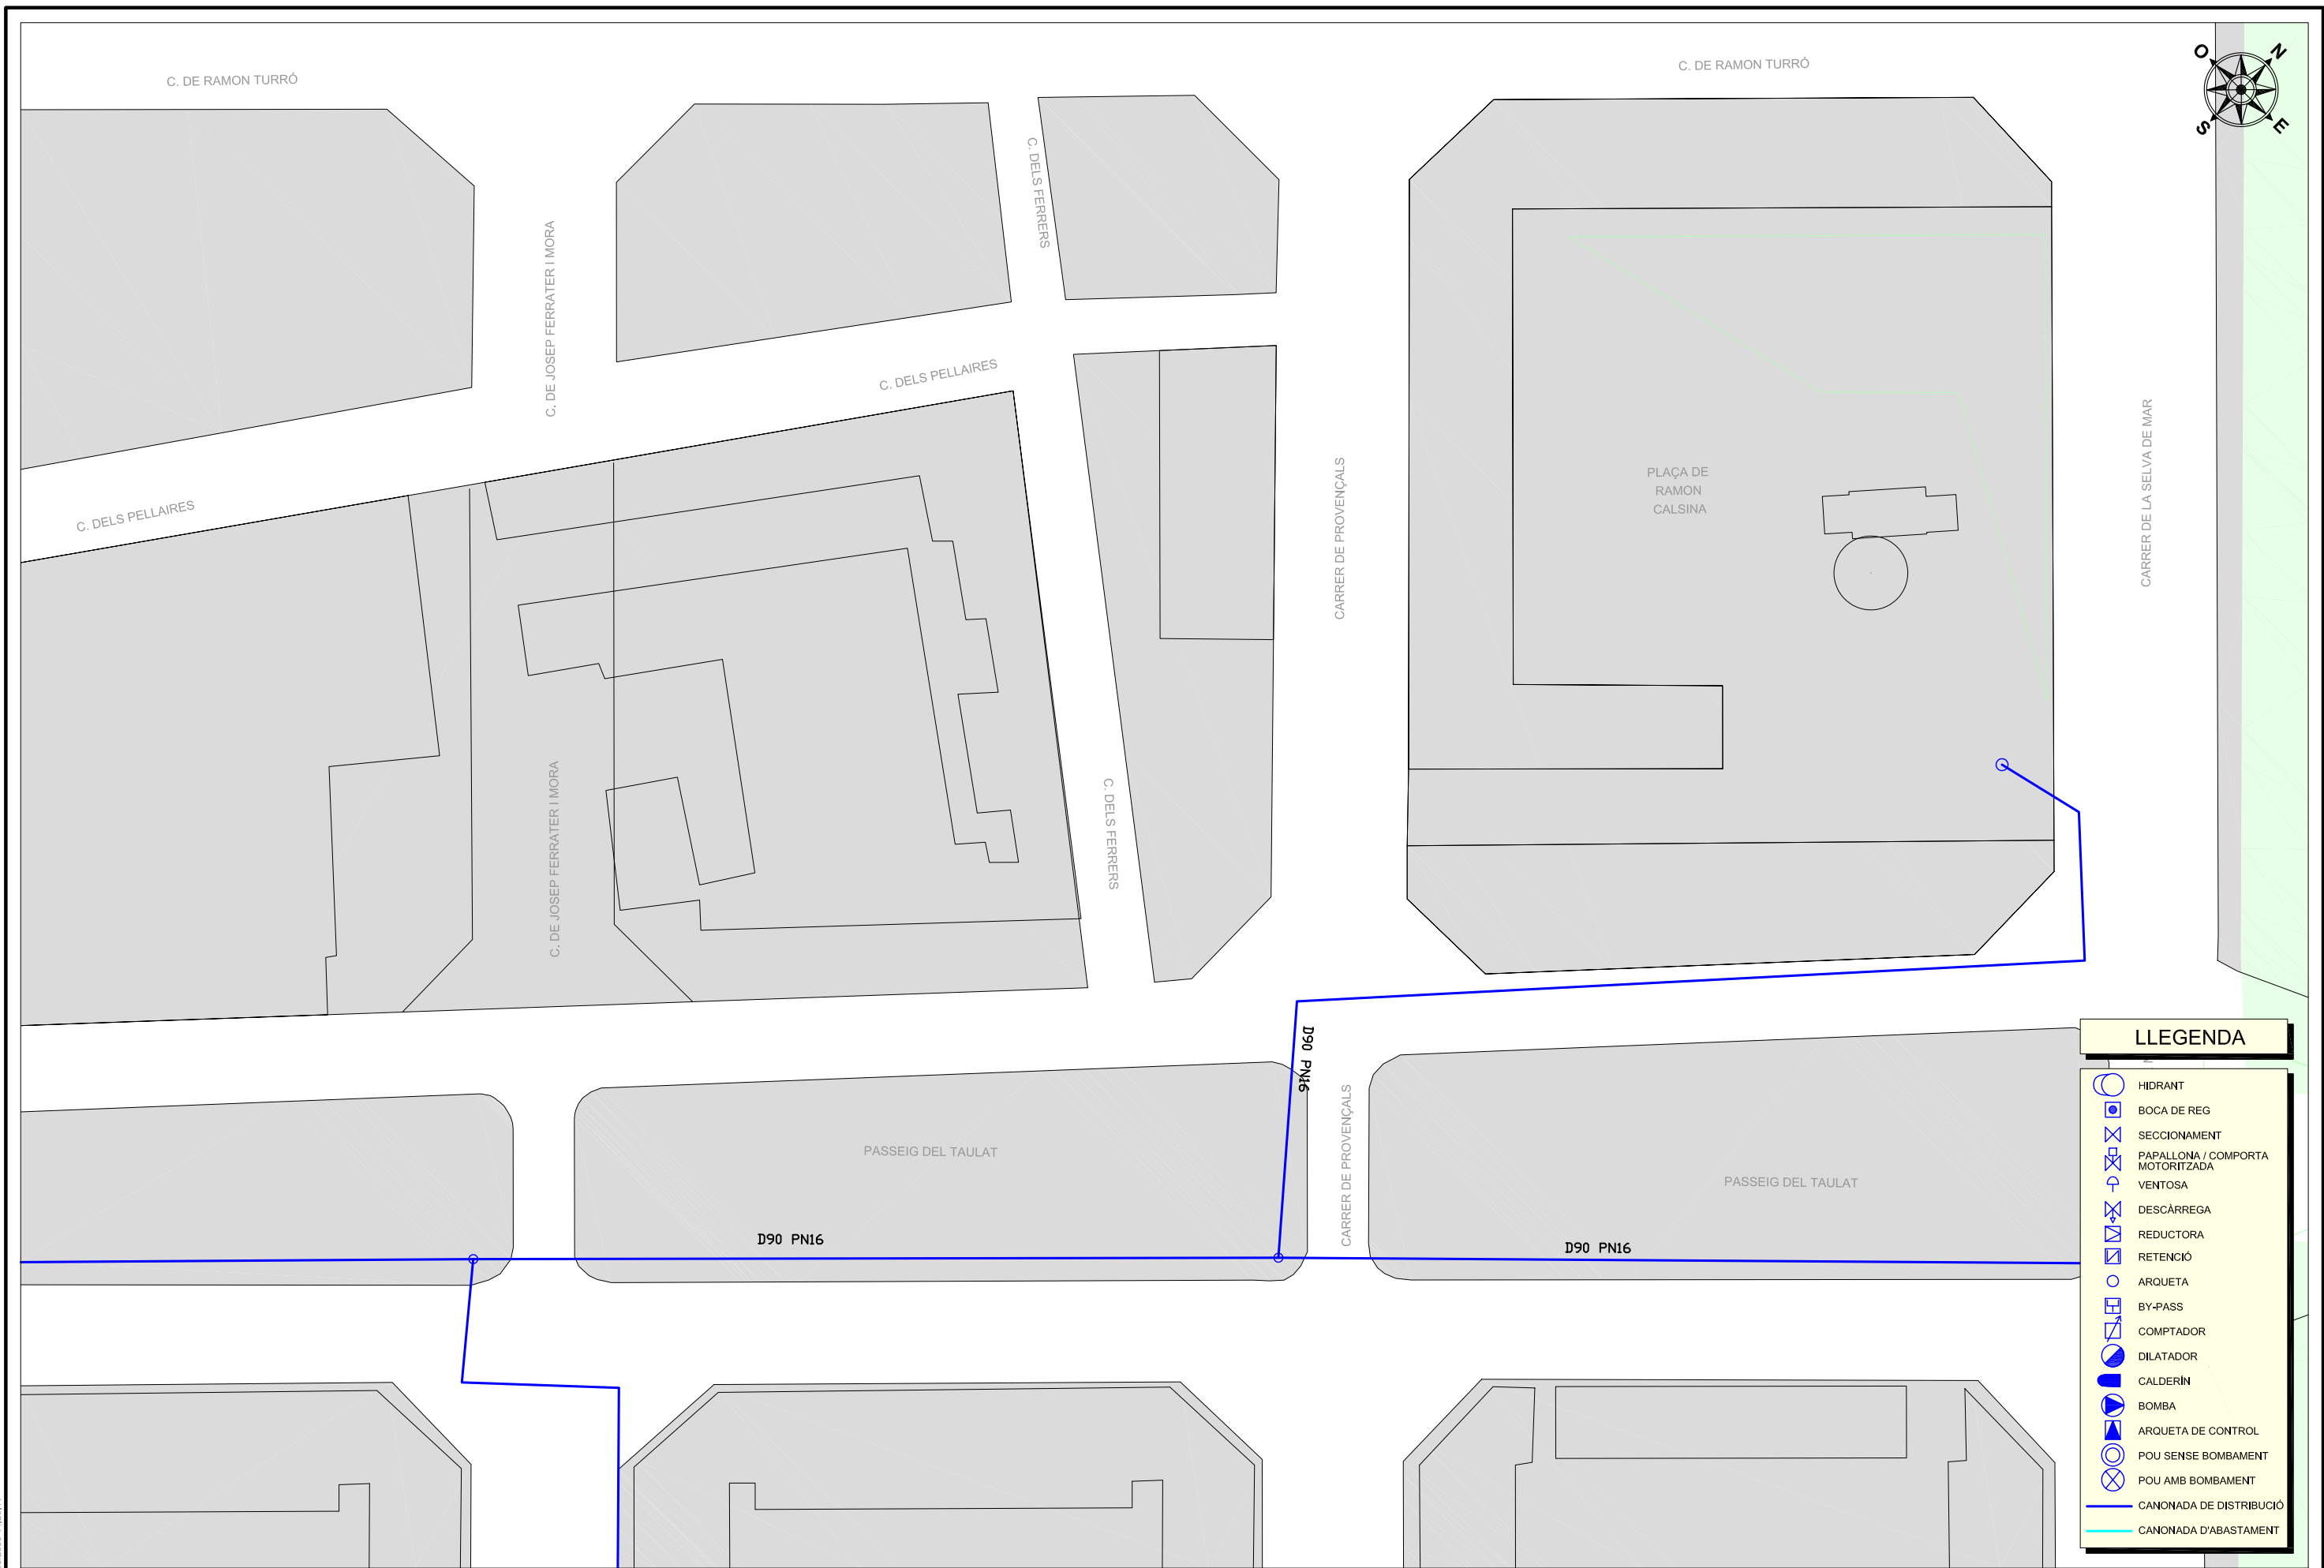 C. DE RAMON TURRÓ
C. DE RAMON TURRÓ
O
N
S
E
C. DELS FERRERS
C. DE JOSEP FERRATER I MORA
C. DELS PELLAIRES
CARRER DE PROVENÇALS
PLAÇA DE
RAMON
CALSINA
CARRER DE LA SELVA DE MAR
C. DELS PELLAIRES
C. DE JOSEP FERRATER I MORA
C. DELS FERRERS
D90 PN16
CARRER DE PROVENÇALS
PASSEIG DEL TAULAT
PASSEIG DEL TAULAT
D90 PN16
D90 PN16
LLEGENDA
HIDRANT
BOCA DE REG
SECCIONAMENT
PAPALLONA / COMPORTA
MOTORITZADA
VENTOSA
DESCÀRREGA
REDUCTORA
RETENCIÓ
ARQUETA
BY-PASS
COMPTADOR
DILATADOR
CALDERÍN
BOMBA
ARQUETA DE CONTROL
POU SENSE BOMBAMENT
POU AMB BOMBAMENT
CANONADA DE DISTRIBUCIÓ
CANONADA D'ABASTAMENT